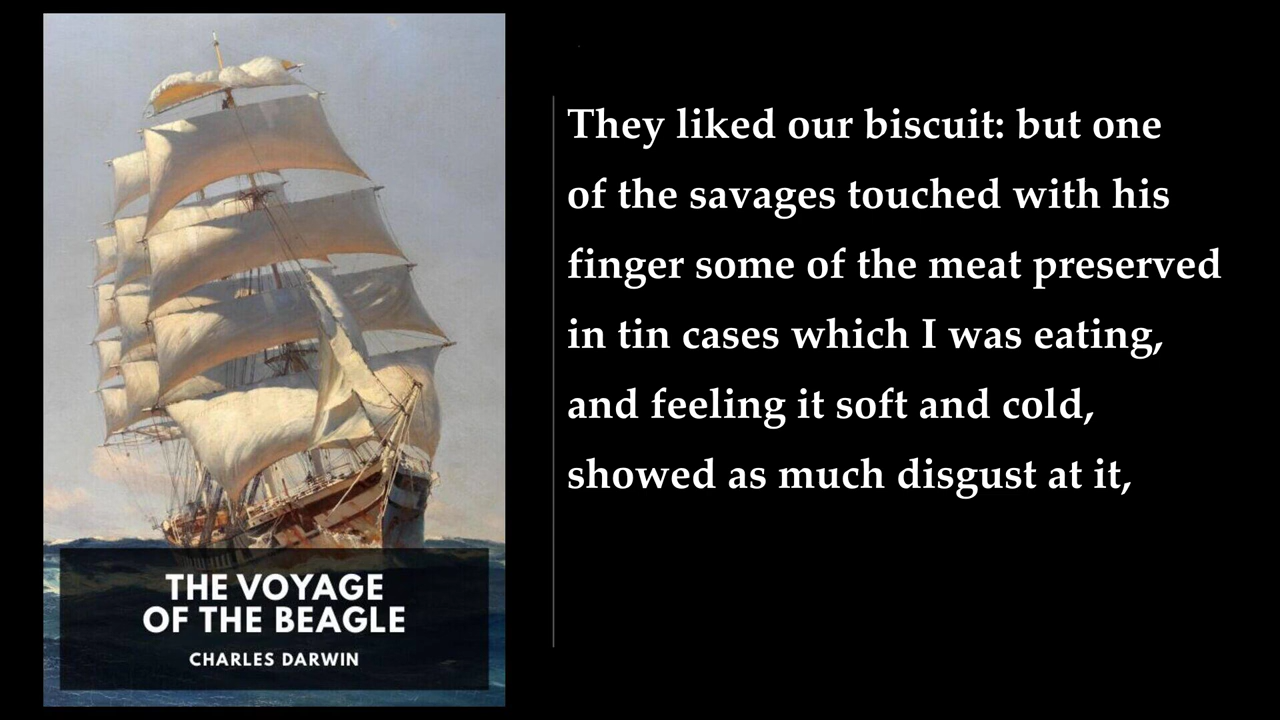 They liked our biscuit: but one
of the savages touched with his
finger some of the meat preserved
in tin cases which I was eating,
and feeling it soft and cold,
showed as much disgust at it,
THE VOYAGE
OF THE BEAGLE
CHARLES DARWIN